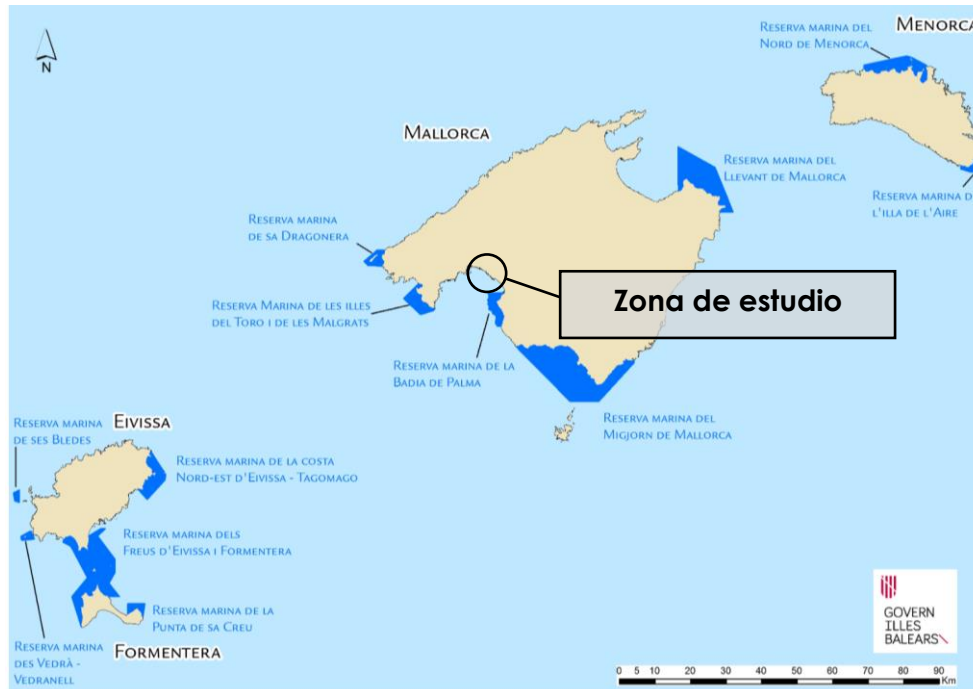 MENORCA
RESERVA MARINA DEL
NORD DE MENORCA
N
MALLORCA
RESERVA MARINA DEL
LLEVANT DE MALLORCA
RESERVA MARINA D
L'ILLA DE L'AIRE
RESERVA MARINA
DE SA DRAGONERA
Zona de estudio
RESERVA MARINA DE LES ILLES
DEL TORO I DE LES MALGRATS
RESERVA MARINA DE LA
BADIA DE PALMA
RESERVA MARINA DEL
MIGJORN DE MALLORCA
RESERVA MARINA
DE SES BLEDES
EIVISSA
RESERVA MARINA DE LA COSTA
NORD-EST D'EIVISSA - TAGOMAGO
RESERVA MARINA DELS
FREUS D'EIVISSA I FORMENTERA
RESERVA MARINA DE LA
PUNTA DE SA CREU
RESERVA MARINA
DES VEDRÀ -
VEDRANELL
FORMENTERA
GOVERN
ILLES
BALEARS
0 5 10 20 30 40 50 60 70 80 90
Km